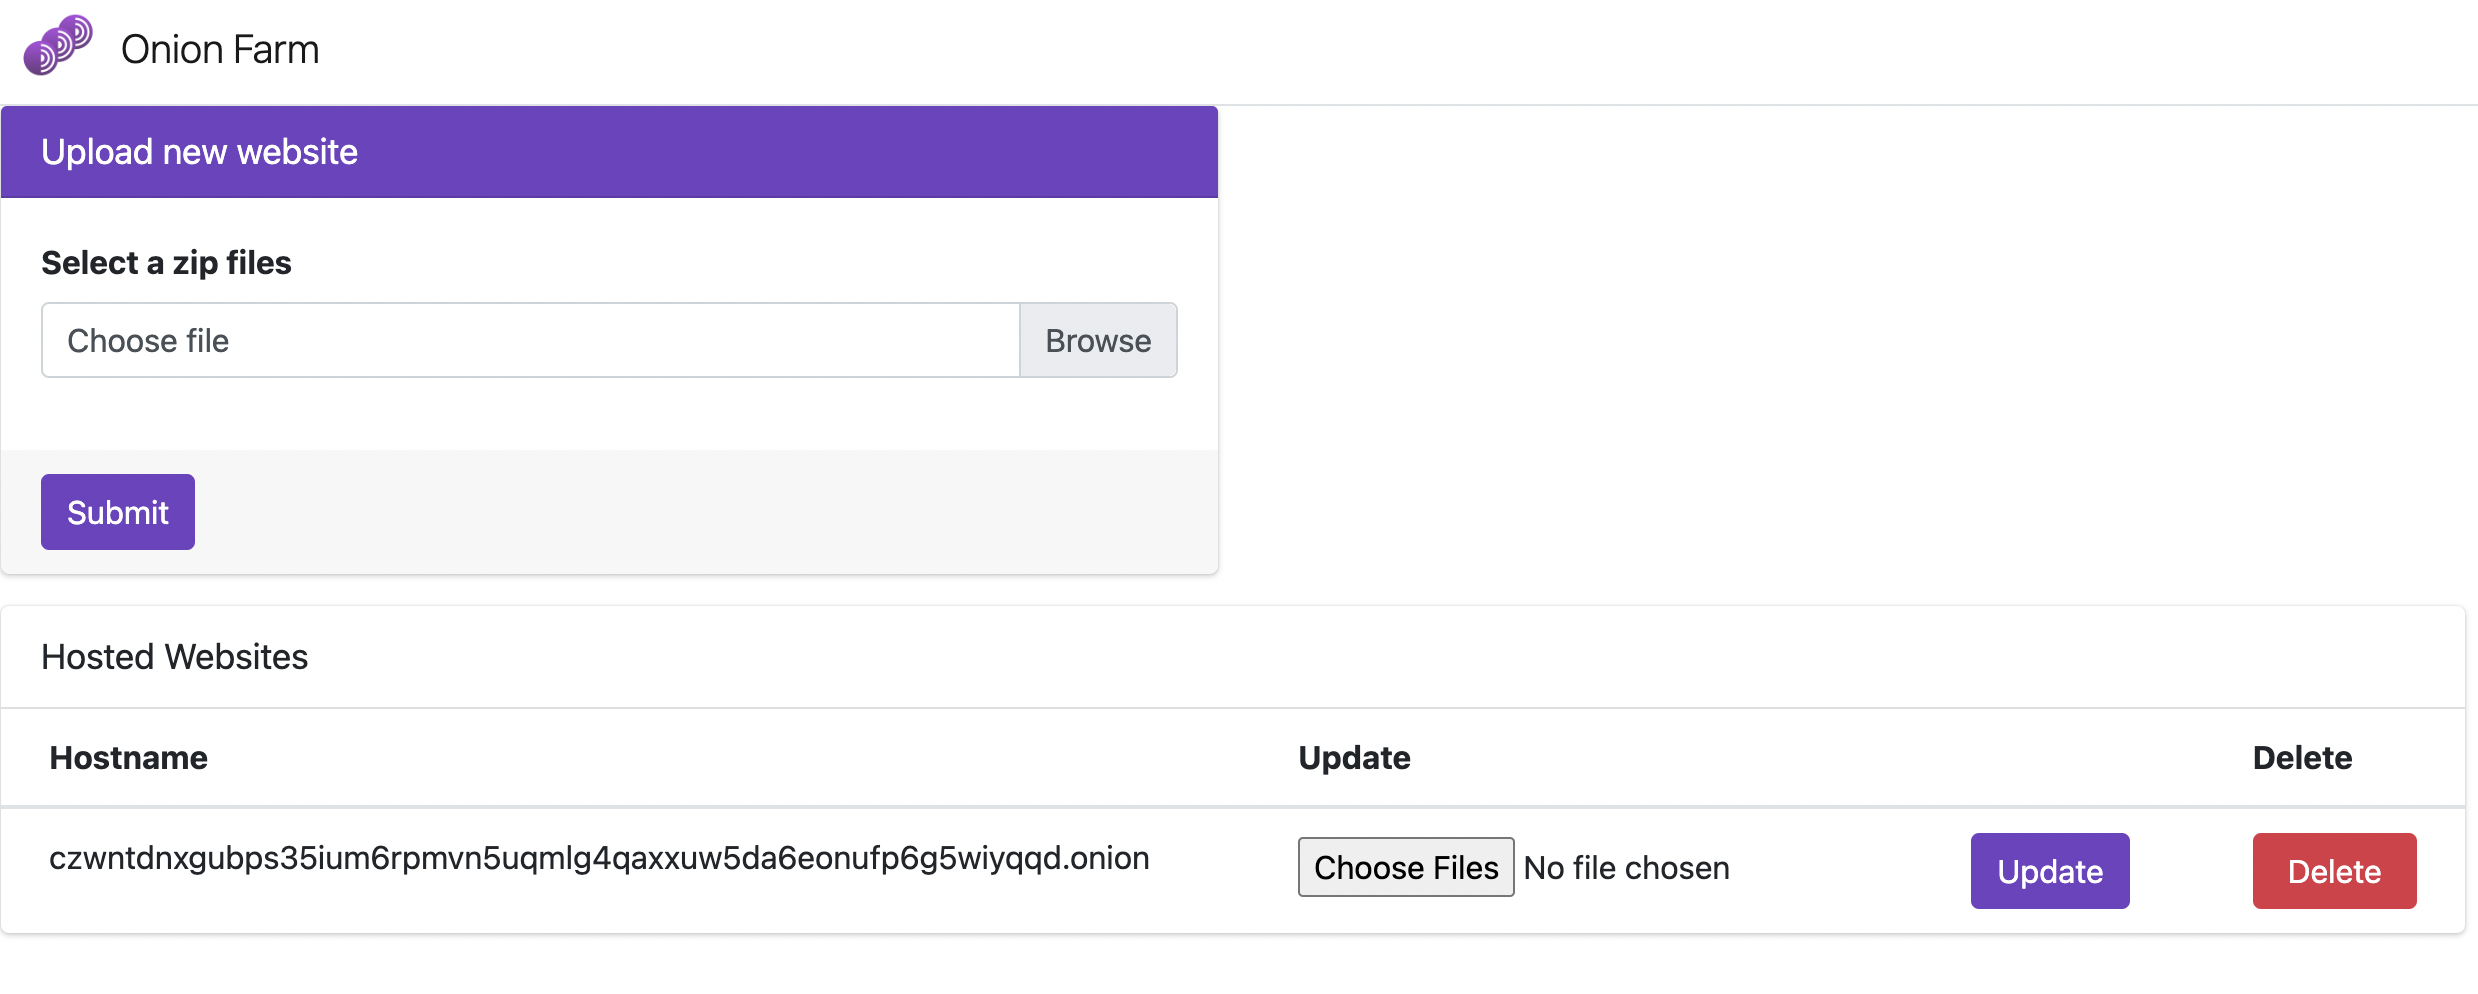 Onion Farm
Upload new website
Select a zip files
Choose file Browse
Submit
Hosted Websites
Hostname Update Delete
czwntdnxgubps35ium6rpmvn5uqmlg4qaxxuw5da6eonufp6g5wiyqqd.onion Choose Files No file chosen Update Delete